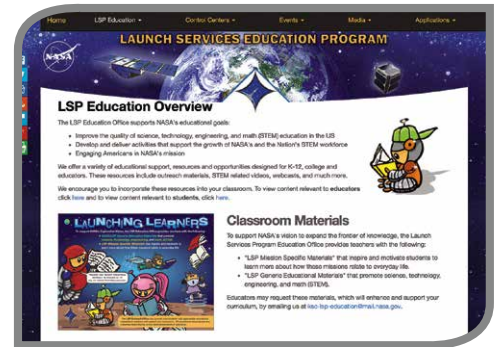 Home LSP Education Control Centers Events Media Applications
LAUNCH SERVICES EDUCATION PROGRAM
NASA
LSP Education Overview
The LSP Education Office supports NASA's educational goals:
• Improve the quality of science, technology, engineering, and math (STEM) education in the US
• Develop and deliver activities that support the growth of NASA's and the Nation's STEM workforce
• Engaging Americans in NASA's mission
We offer a variety of educational support, resources and opportunities designed for K-12, college and
educators. These resources include outreach materials, STEM related videos, webcasts, and much more.
We encourage you to incorporate these resources into your classroom. To view content relevant to educators
click here and to view content relevant to students, click here.
LAUNCHING LEARNERS
Classroom Materials
To support NASA's vision to expand the frontier of knowledge, the Launch
Services Program Education Office provides teachers with the following:
• "LSP Mission Specific Materials" that inspire and motivate students to
learn more about how those missions relate to everyday life.
• "LSP Generic Educational Materials" that promote science, technology,
engineering, and math (STEM).
Educators may request these materials, which will enhance and support your
curriculum, by emailing us at ksc-lsp-education@mail.nasa.gov.